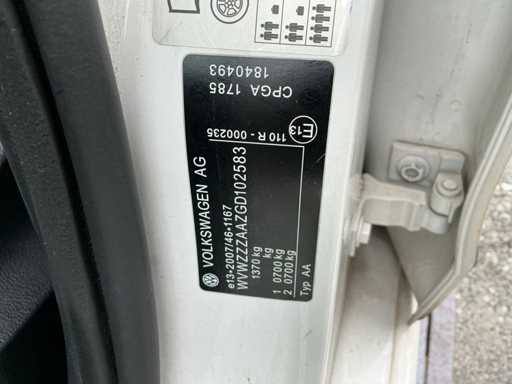 VOLKSWAGEN AG
e13*2007/46*1167
WVWZZZAAZGD102583
1370 kg
kg
1 0700 kg
2 0700 kg
Typ AA
E13 110 R - 000235
CPGA 1785
1840493